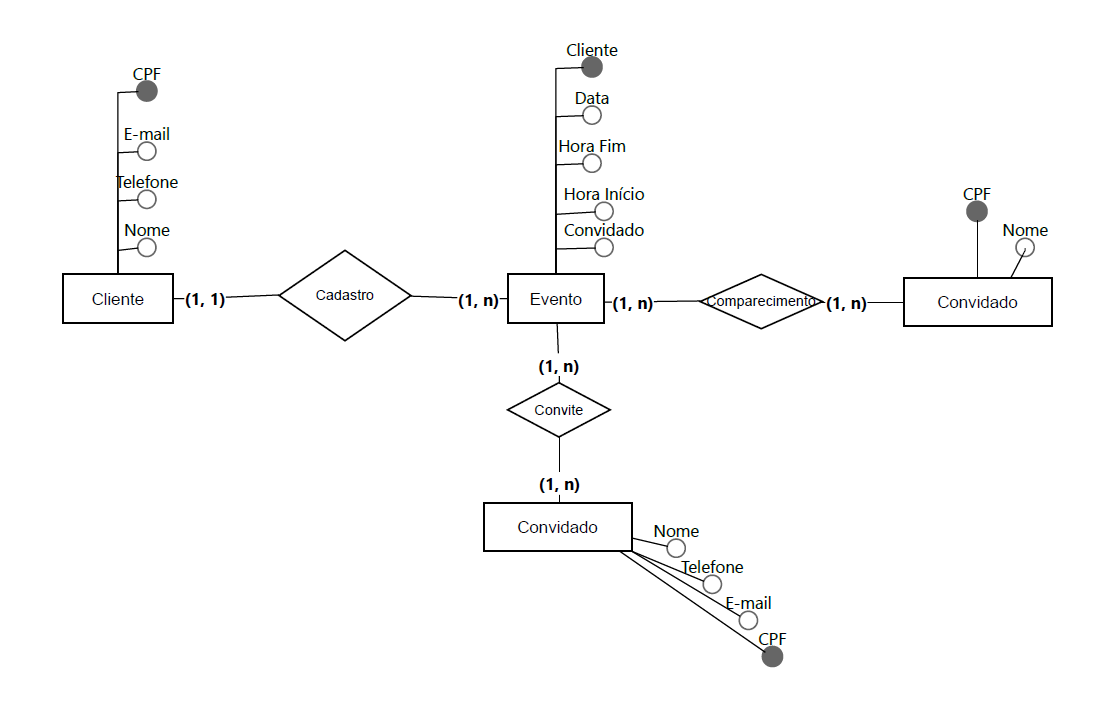 Cliente
CPF
Data
E-mail
Hora Fim
Telefone
Hora Início
CPF
Nome
Convidado
Nome
Cliente
(1, 1)
Cadastro
(1, n)
Evento
(1, n)
Comparecimento
(1, n)
Convidado
(1, n)
Convite
(1, n)
Convidado
Nome
Telefone
E-mail
CPF